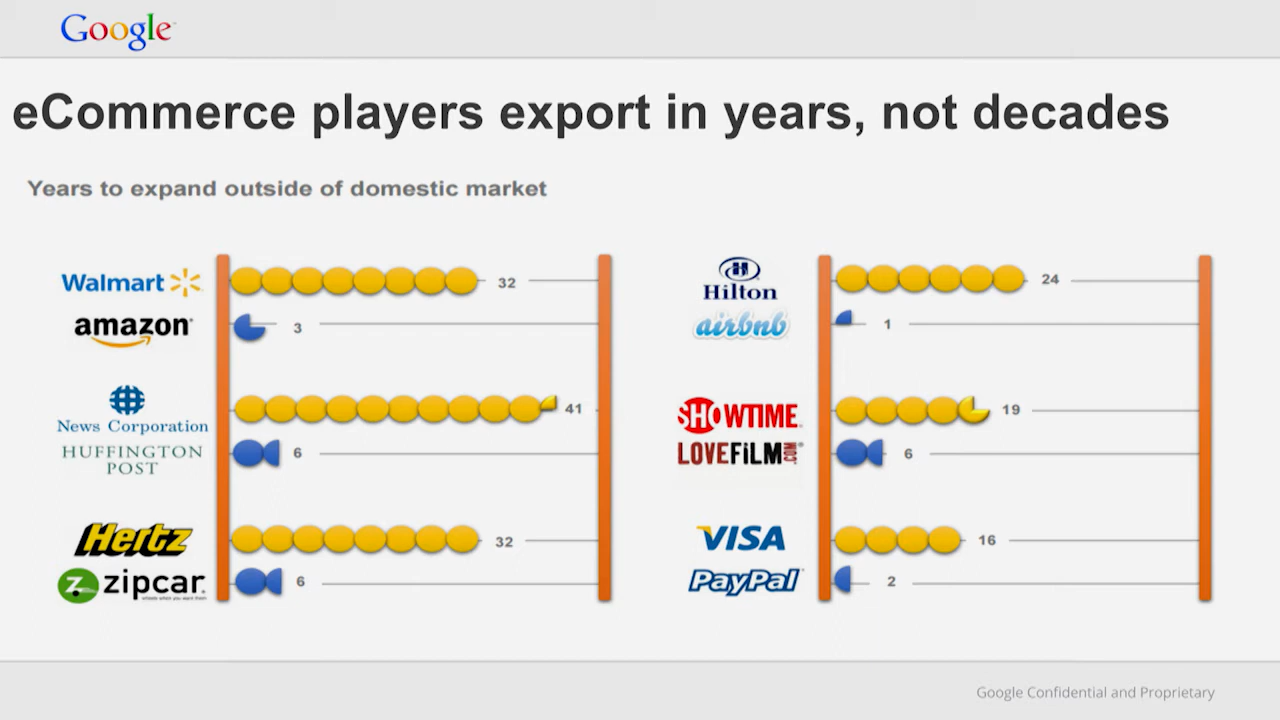 Google
eCommerce players export in years, not decades
Years to expand outside of domestic market
Walmart
32
amazon
3
News Corporation
41
HUFFINGTON
POST
6
Hertz
32
zipcar
6
Hilton
24
airbnb
1
SHOWTIME
19
LOVEFiLM.COM
6
VISA
16
PayPal
2
Google Confidential and Proprietary